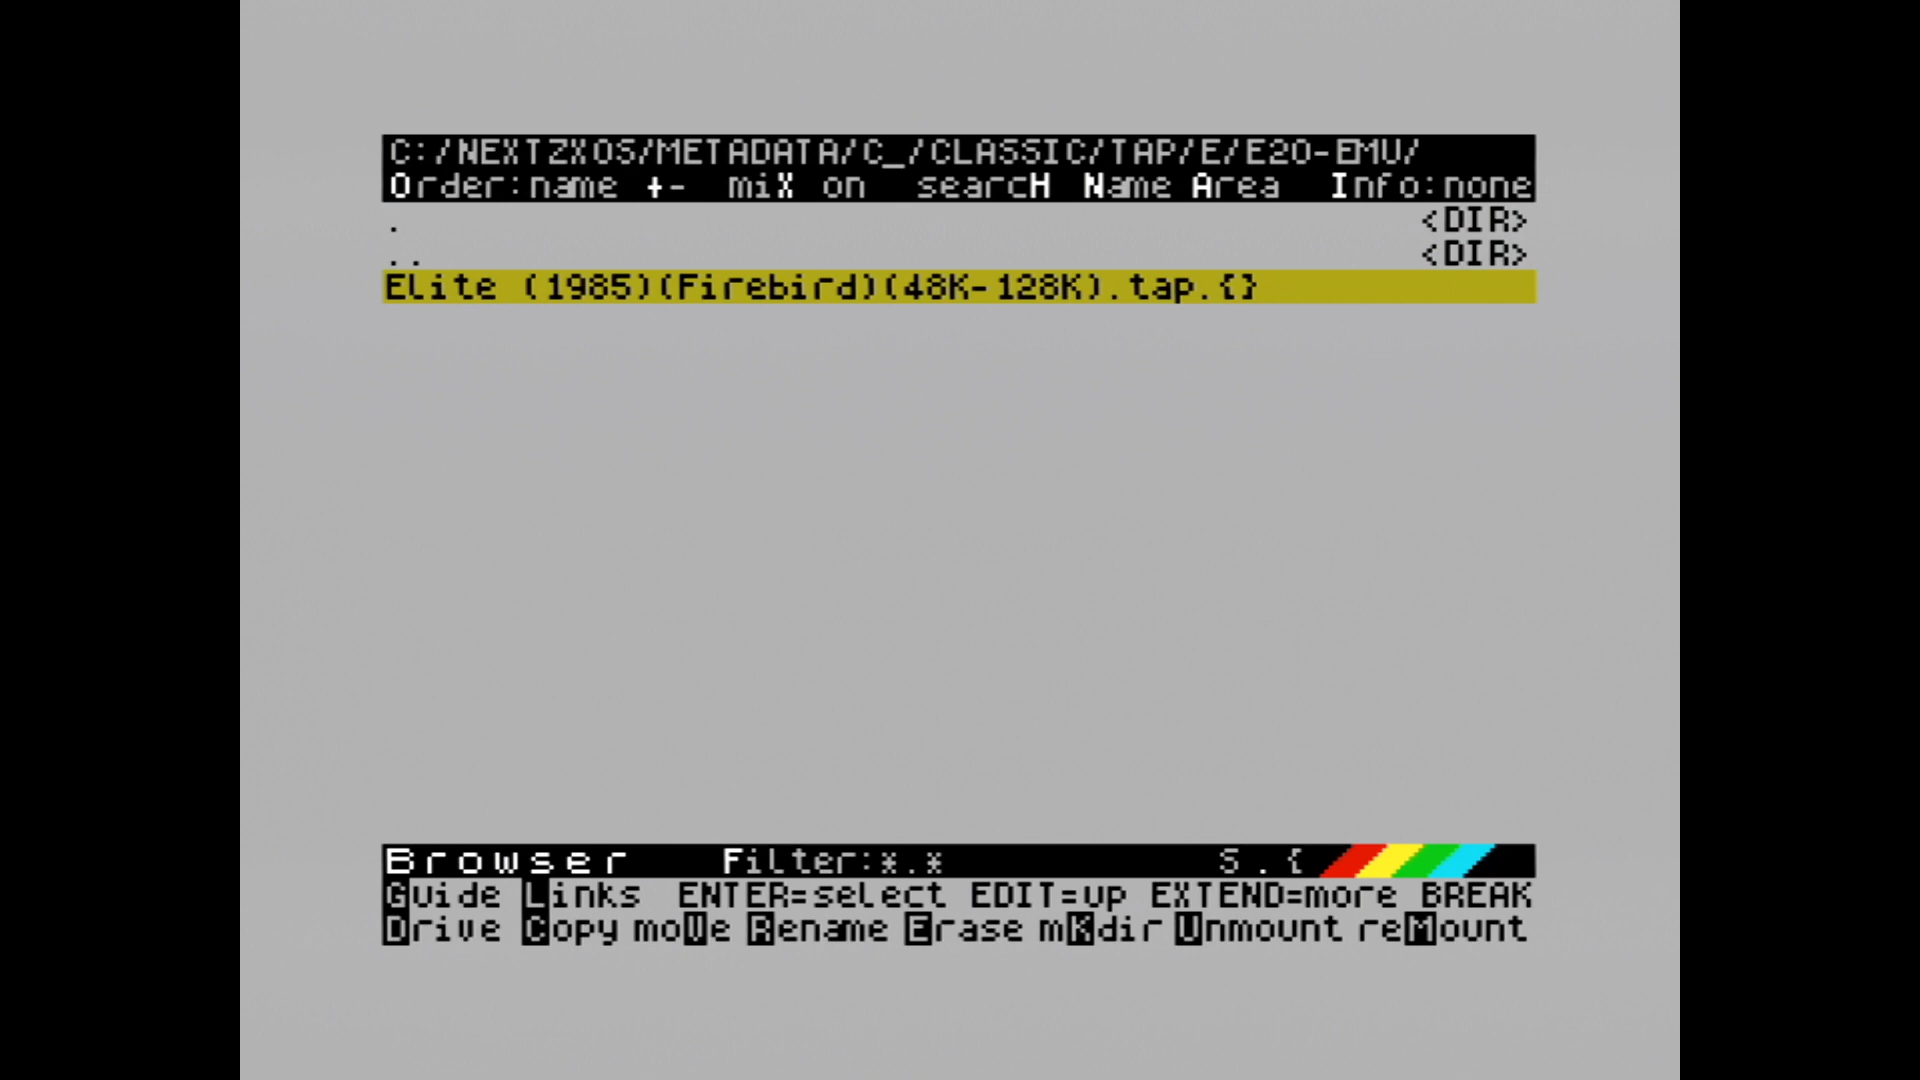 C:/NEXTZXOS/METADATA/C_/CLASSIC/TAP/E/E20-EMU/
Order:name +- miX on searcH Name Area Info:none
. <DIR>
.. <DIR>
Elite (1985)(Firebird)(48K-128K).tap.{}
Browser Filter:*.* S.{
Guide Links ENTER=select EDIT=up EXTEND=more BREAK
Drive Copy moVe Rename Erase mKdir Unmount reMount